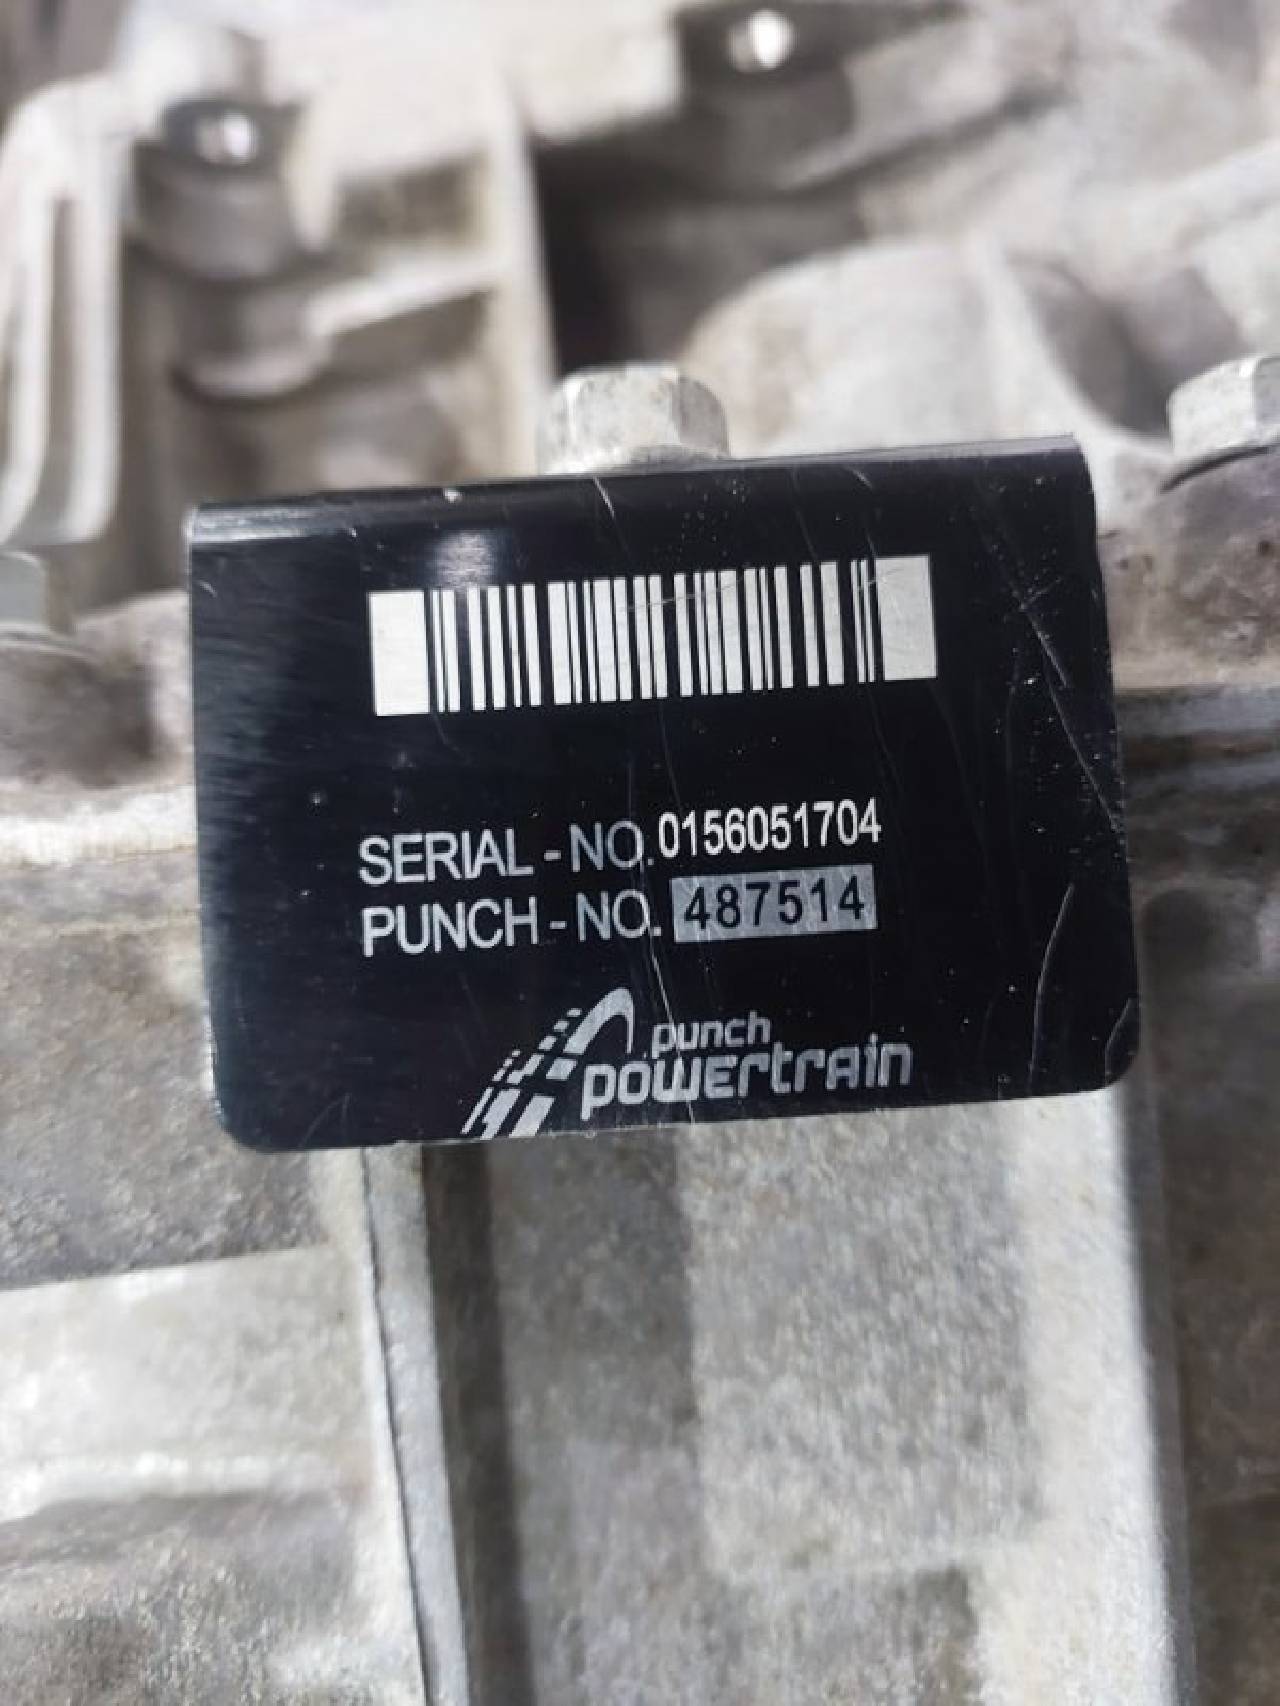 SERIAL - NO. 0156051704
PUNCH - NO. 487514
punch
powertrain